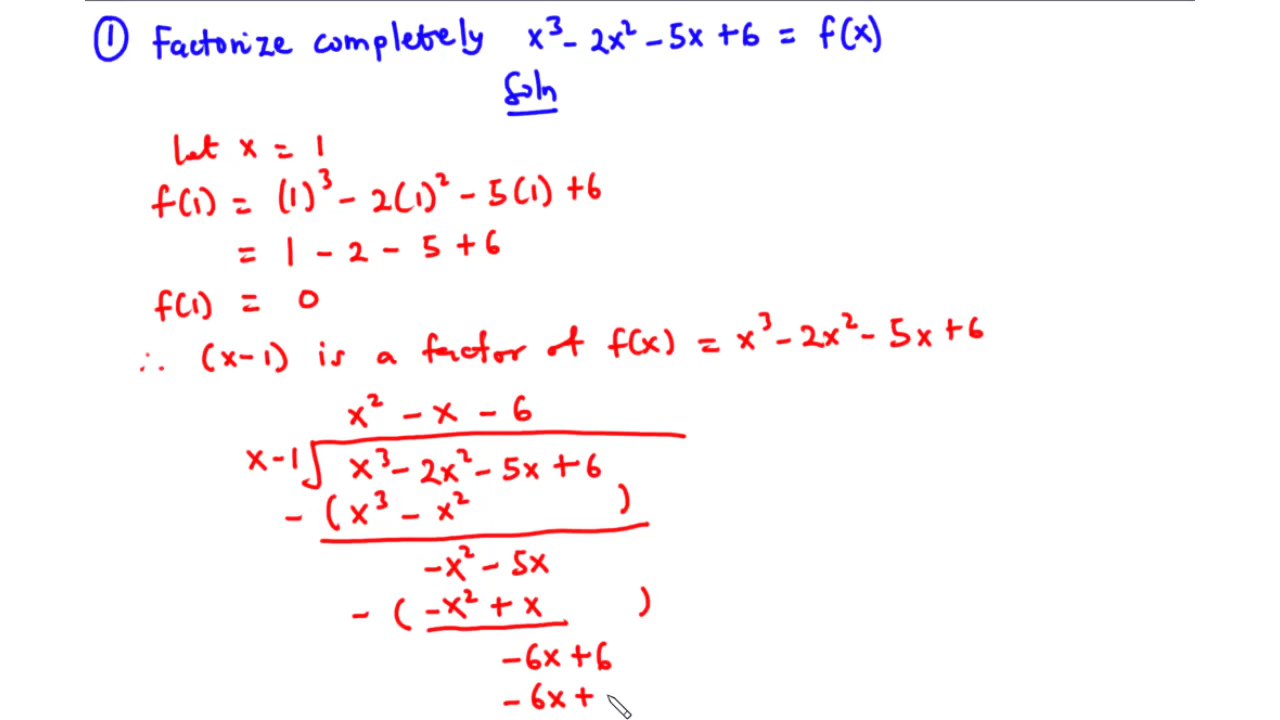 ① Factorize completely x³ - 2x² - 5x + 6 = f(x)
Soln
Let x = 1
f(1) = (1)³ - 2(1)² - 5(1) + 6
= 1 - 2 - 5 + 6
f(1) = 0
∴ (x-1) is a factor of f(x) = x³ - 2x² - 5x + 6
x² - x - 6
x-1 √ x³ - 2x² - 5x + 6
- (x³ - x² )
-x² - 5x
- ( -x² + x )
-6x + 6
-6x +